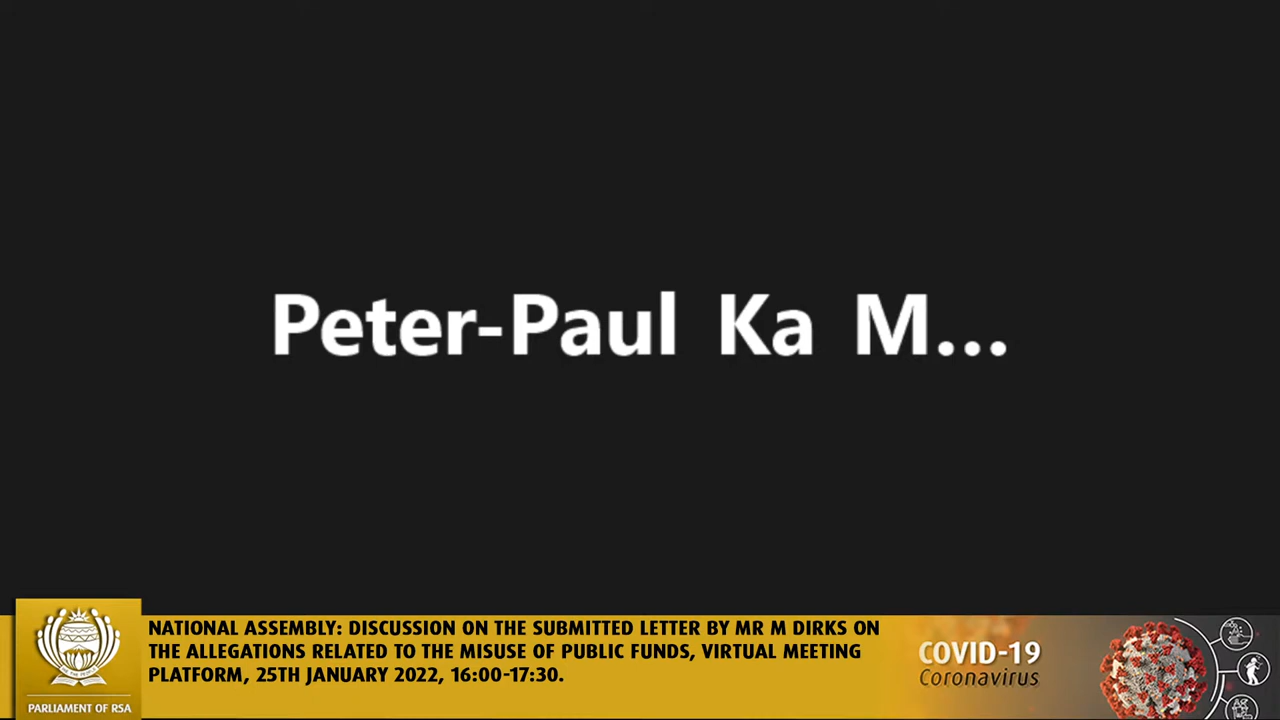 Peter-Paul Ka M...
NATIONAL ASSEMBLY: DISCUSSION ON THE SUBMITTED LETTER BY MR M DIRKS ON
THE ALLEGATIONS RELATED TO THE MISUSE OF PUBLIC FUNDS, VIRTUAL MEETING
PLATFORM, 25TH JANUARY 2022, 16:00-17:30.
PARLIAMENT OF RSA
COVID-19
Coronavirus